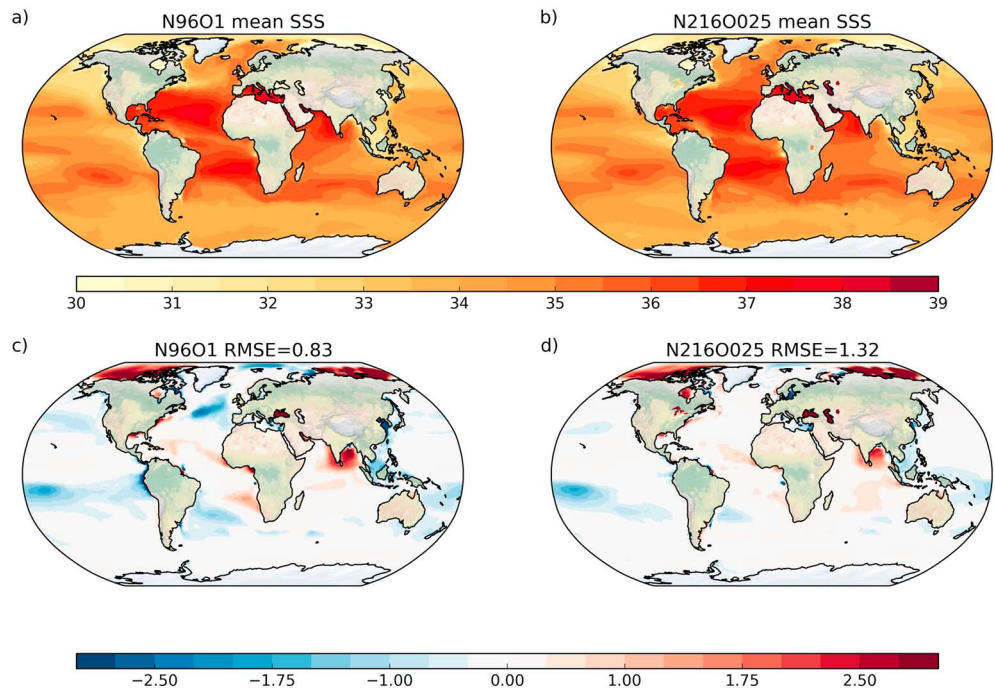 a) N96O1 mean SSS
b) N216O025 mean SSS
30 31 32 33 34 35 36 37 38 39
c) N96O1 RMSE=0.83
d) N216O025 RMSE=1.32
−2.50 −1.75 −1.00 0.00 1.00 1.75 2.50